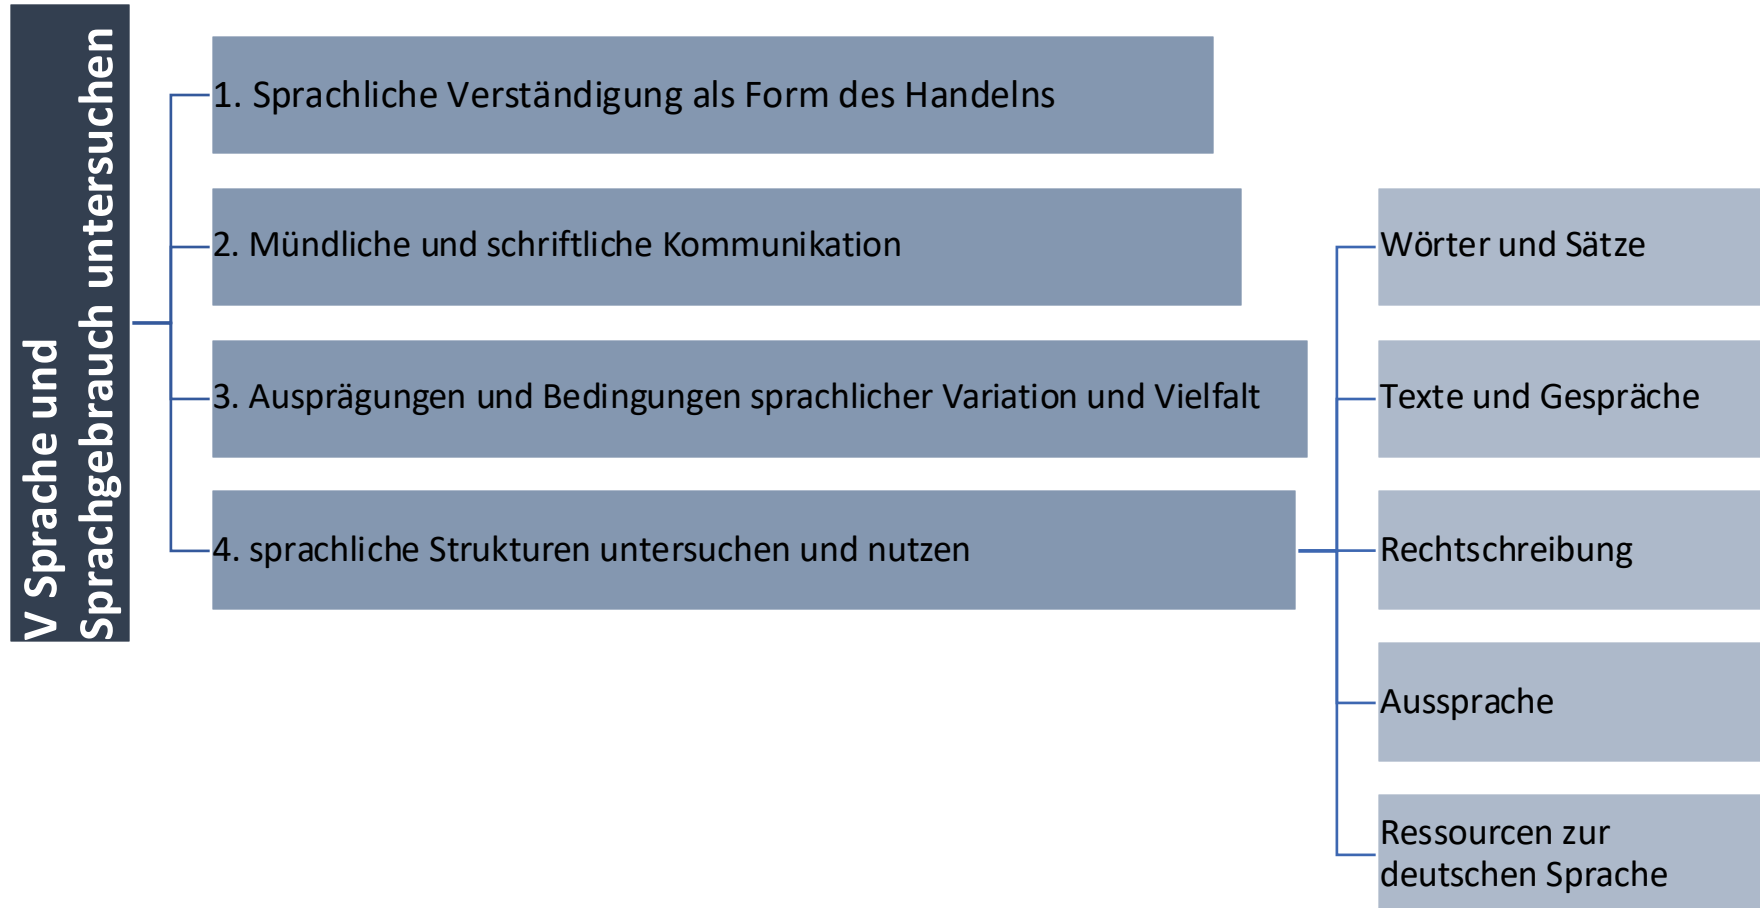 V Sprache und
Sprachgebrauch untersuchen
1. Sprachliche Verständigung als Form des Handelns
2. Mündliche und schriftliche Kommunikation
3. Ausprägungen und Bedingungen sprachlicher Variation und Vielfalt
4. sprachliche Strukturen untersuchen und nutzen
Wörter und Sätze
Texte und Gespräche
Rechtschreibung
Aussprache
Ressourcen zur
deutschen Sprache